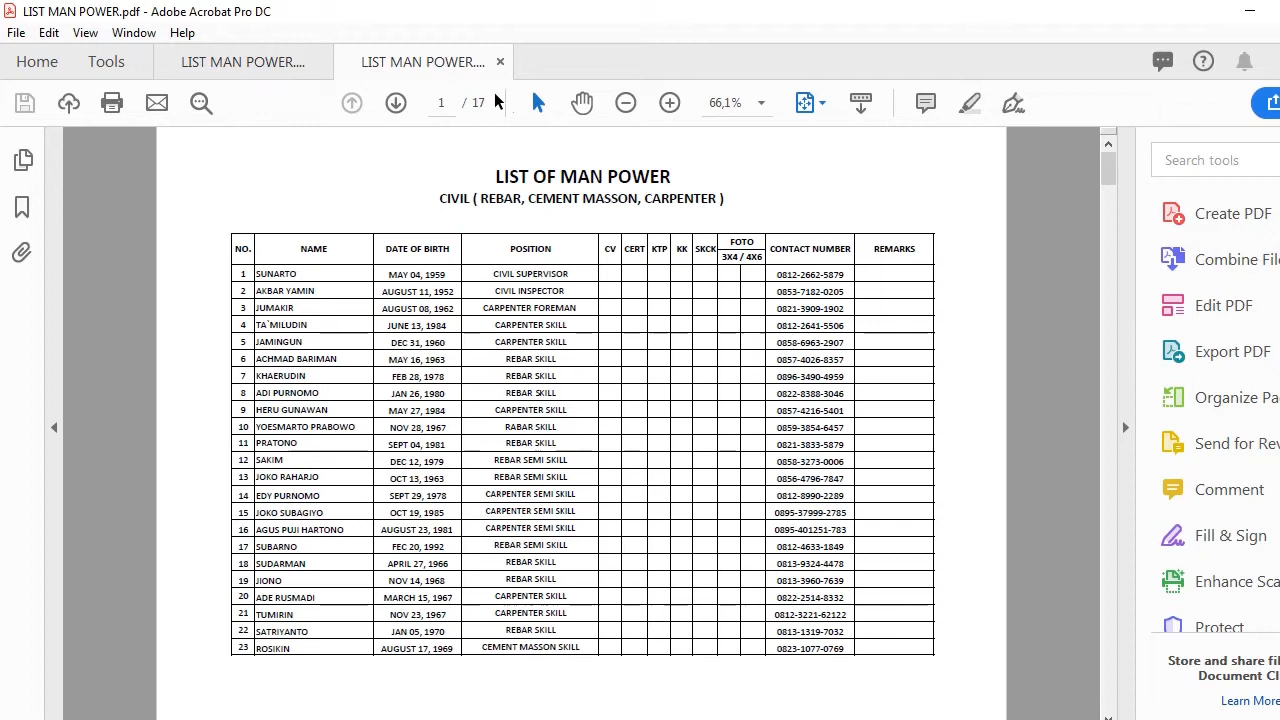 LIST MAN POWER.pdf - Adobe Acrobat Pro DC
File Edit View Window Help
Home Tools LIST MAN POWER.... LIST MAN POWER.... ×
1 / 17 66,1%
LIST OF MAN POWER
CIVIL ( REBAR, CEMENT MASSON, CARPENTER )
NO. NAME DATE OF BIRTH POSITION CV CERT KTP KK SKCK FOTO 3X4 / 4X6 CONTACT NUMBER REMARKS
1 SUNARTO MAY 04, 1959 CIVIL SUPERVISOR 0812-2662-5879
2 AKBAR YAMIN AUGUST 11, 1952 CIVIL INSPECTOR 0853-7182-0205
3 JUMAKIR AUGUST 08, 1962 CARPENTER FOREMAN 0821-3909-1902
4 TA`MILUDIN JUNE 13, 1984 CARPENTER SKILL 0812-2641-5506
5 JAMINGUN DEC 31, 1960 CARPENTER SKILL 0858-6963-2907
6 ACHMAD BARIMAN MAY 16, 1963 REBAR SKILL 0857-4026-8357
7 KHAERUDIN FEB 28, 1978 REBAR SKILL 0896-3490-4959
8 ADI PURNOMO JAN 26, 1980 REBAR SKILL 0822-8388-3046
9 HERU GUNAWAN MAY 27, 1984 CARPENTER SKILL 0857-4216-5401
10 YOESMARTO PRABOWO NOV 28, 1967 RABAR SKILL 0859-3854-6457
11 PRATONO SEPT 04, 1981 REBAR SKILL 0821-3833-5879
12 SAKIM DEC 12, 1979 REBAR SEMI SKILL 0858-3273-0006
13 JOKO RAHARJO OCT 13, 1963 REBAR SEMI SKILL 0856-4796-7847
14 EDY PURNOMO SEPT 29, 1978 CARPENTER SEMI SKILL 0812-8990-2289
15 JOKO SUBAGIYO OCT 19, 1985 CARPENTER SEMI SKILL 0895-37999-2785
16 AGUS PUJI HARTONO AUGUST 23, 1981 CARPENTER SEMI SKILL 0895-401251-783
17 SUBARNO FEC 20, 1992 REBAR SEMI SKILL 0812-4633-1849
18 SUDARMAN APRIL 27, 1966 REBAR SKILL 0813-9324-4478
19 JIONO NOV 14, 1968 REBAR SKILL 0813-3960-7639
20 ADE RUSMADI MARCH 15, 1967 CARPENTER SKILL 0822-2514-8332
21 TUMIRIN NOV 23, 1967 CARPENTER SKILL 0812-3221-62122
22 SATRIYANTO JAN 05, 1970 REBAR SKILL 0813-1319-7032
23 ROSIKIN AUGUST 17, 1969 CEMENT MASSON SKILL 0823-1077-0769
Search tools
Create PDF
Combine File
Edit PDF
Export PDF
Organize Pa
Send for Rev
Comment
Fill & Sign
Enhance Sca
Protect
Store and share fil
Document Cl
Learn More